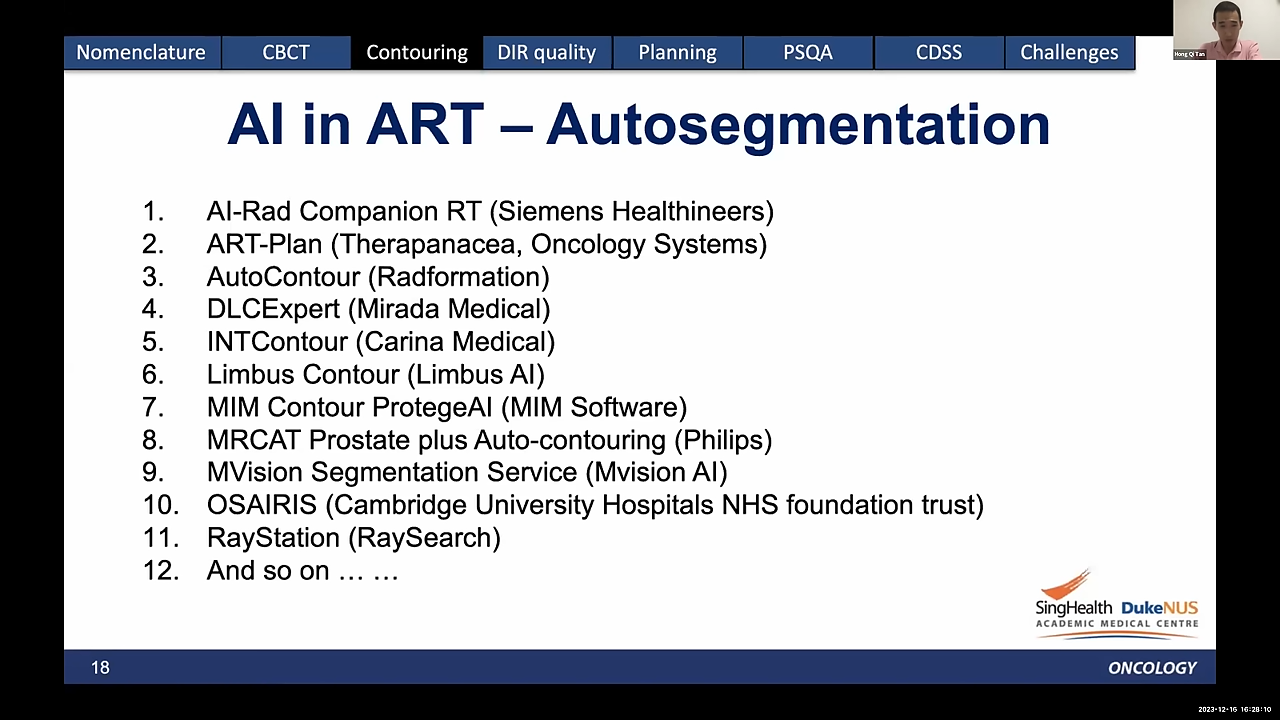 Nomenclature CBCT Contouring DIR quality Planning PSQA CDSS Challenges
Hong Qi Tan
AI in ART – Autosegmentation
1. AI-Rad Companion RT (Siemens Healthineers)
2. ART-Plan (Therapanacea, Oncology Systems)
3. AutoContour (Radformation)
4. DLCExpert (Mirada Medical)
5. INTContour (Carina Medical)
6. Limbus Contour (Limbus AI)
7. MIM Contour ProtegeAI (MIM Software)
8. MRCAT Prostate plus Auto-contouring (Philips)
9. MVision Segmentation Service (Mvision AI)
10. OSAIRIS (Cambridge University Hospitals NHS foundation trust)
11. RayStation (RaySearch)
12. And so on … …
SingHealth DukeNUS
ACADEMIC MEDICAL CENTRE
18 ONCOLOGY
2023-12-16 16:28:10